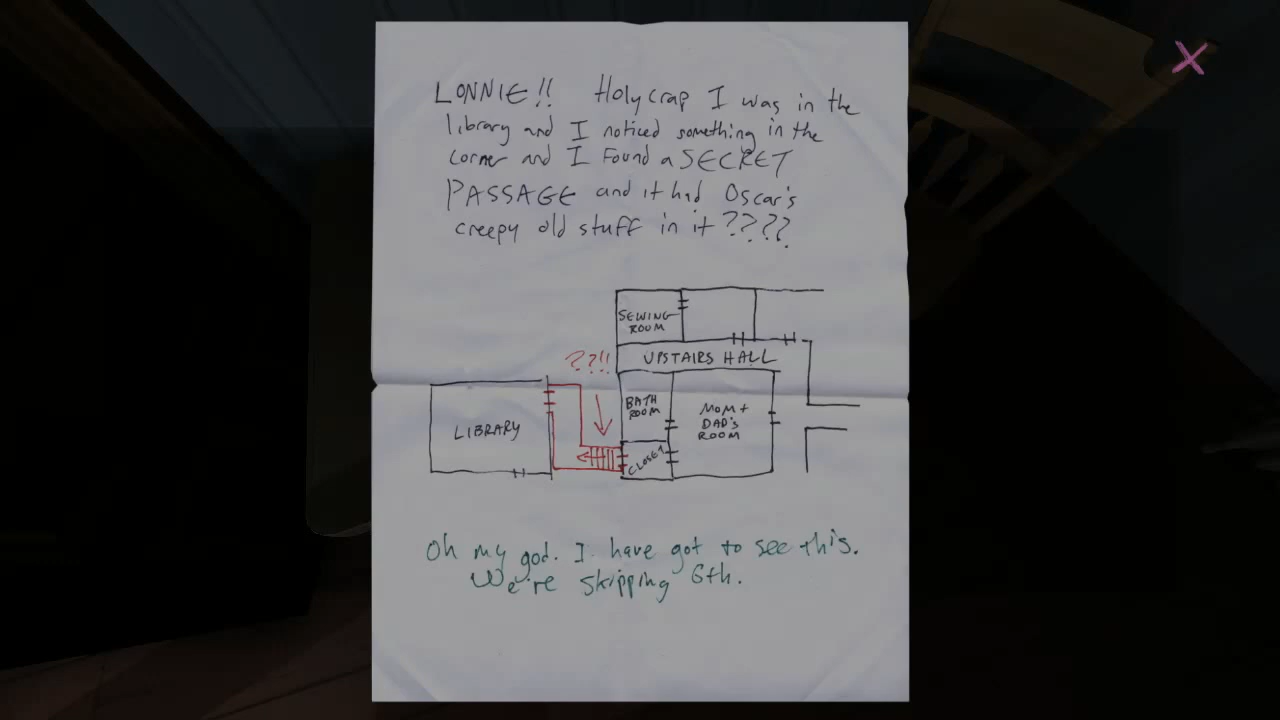 LONNIE!! Holy crap I was in the
library and I noticed something in the
corner and I found a SECRET
PASSAGE and it had Oscar's
creepy old stuff in it ????
SEWING
ROOM
UPSTAIRS HALL
??!!
BATH
ROOM
MOM +
DAD'S
ROOM
LIBRARY
CLOSET
Oh my god. I have got to see this.
We're skipping 6th.